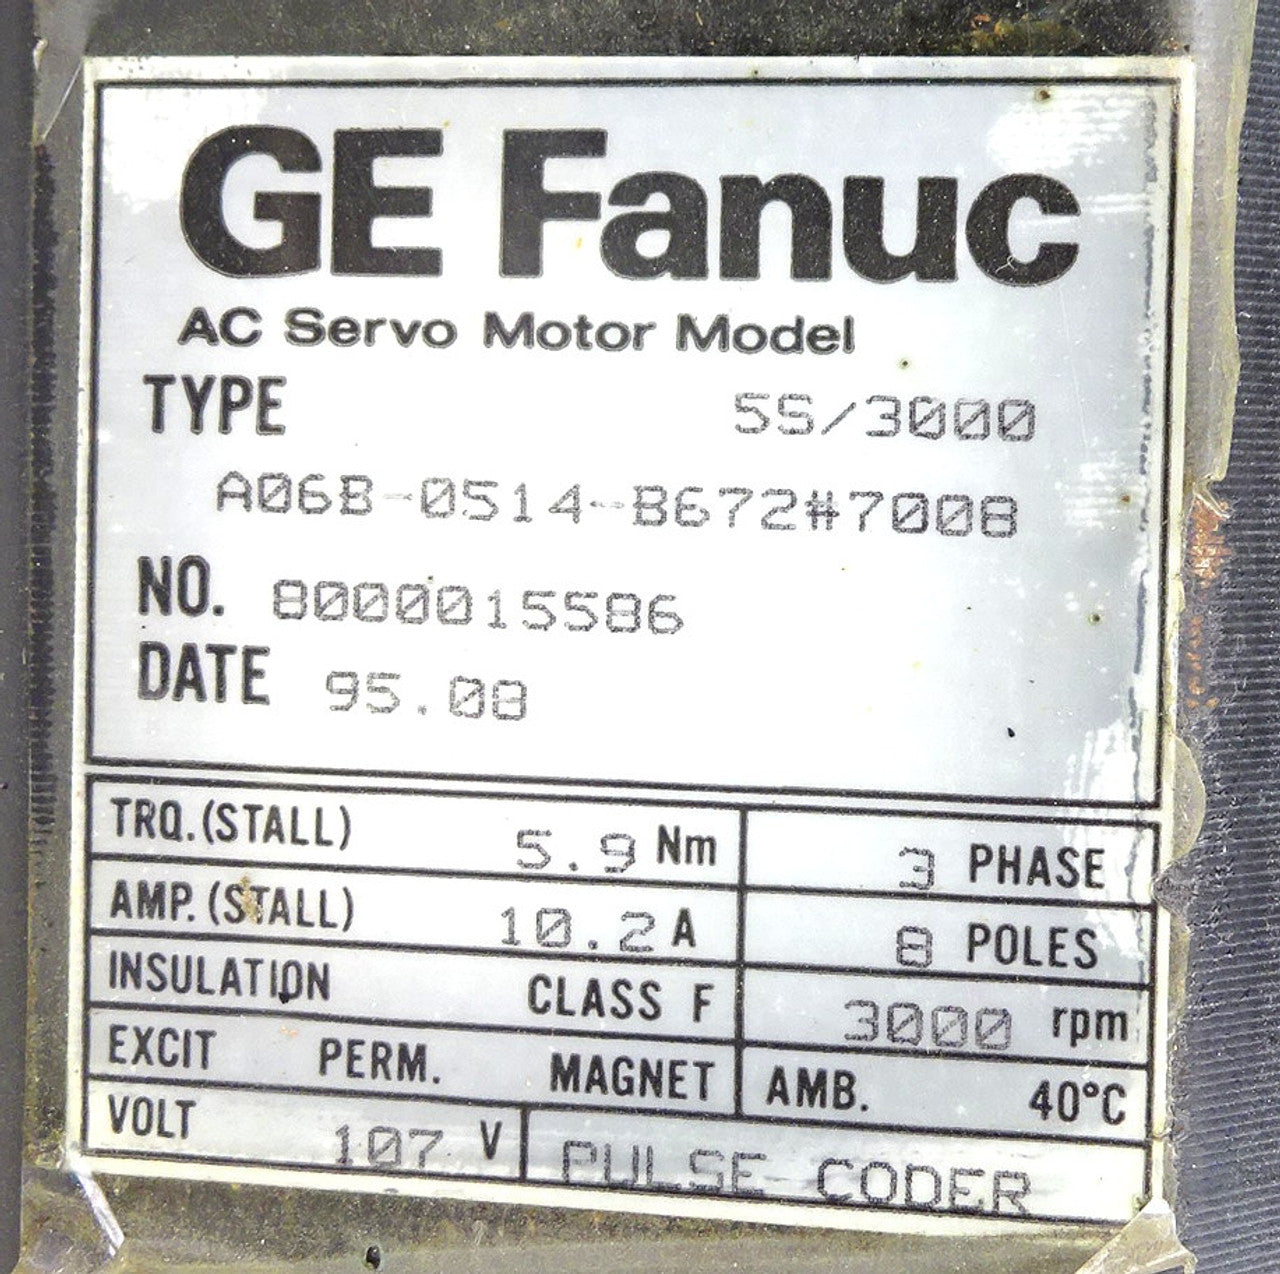 GE Fanuc
AC Servo Motor Model
TYPE 5S/3000
A06B-0514-B672#7008
NO. 8000015586
DATE 95.08
TRQ.(STALL) 5.9 Nm 3 PHASE
AMP.(STALL) 10.2 A 8 POLES
INSULATION CLASS F 3000 rpm
EXCIT PERM. MAGNET AMB. 40°C
VOLT 107 V PULSE CODER